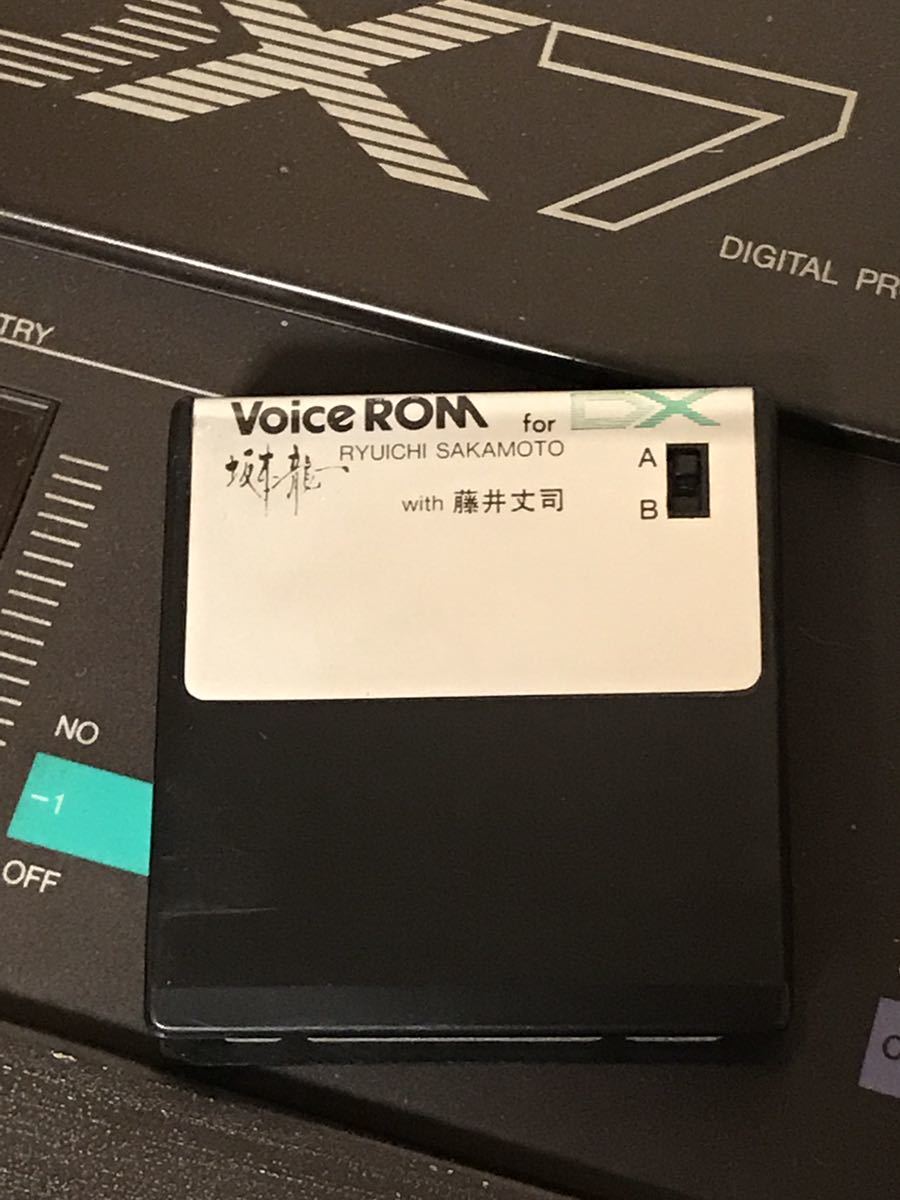 X7
DIGITAL PR
TRY
Voice ROM for DX
RYUICHI SAKAMOTO
坂本龍一
with 藤井丈司
A
B
NO
-1
OFF